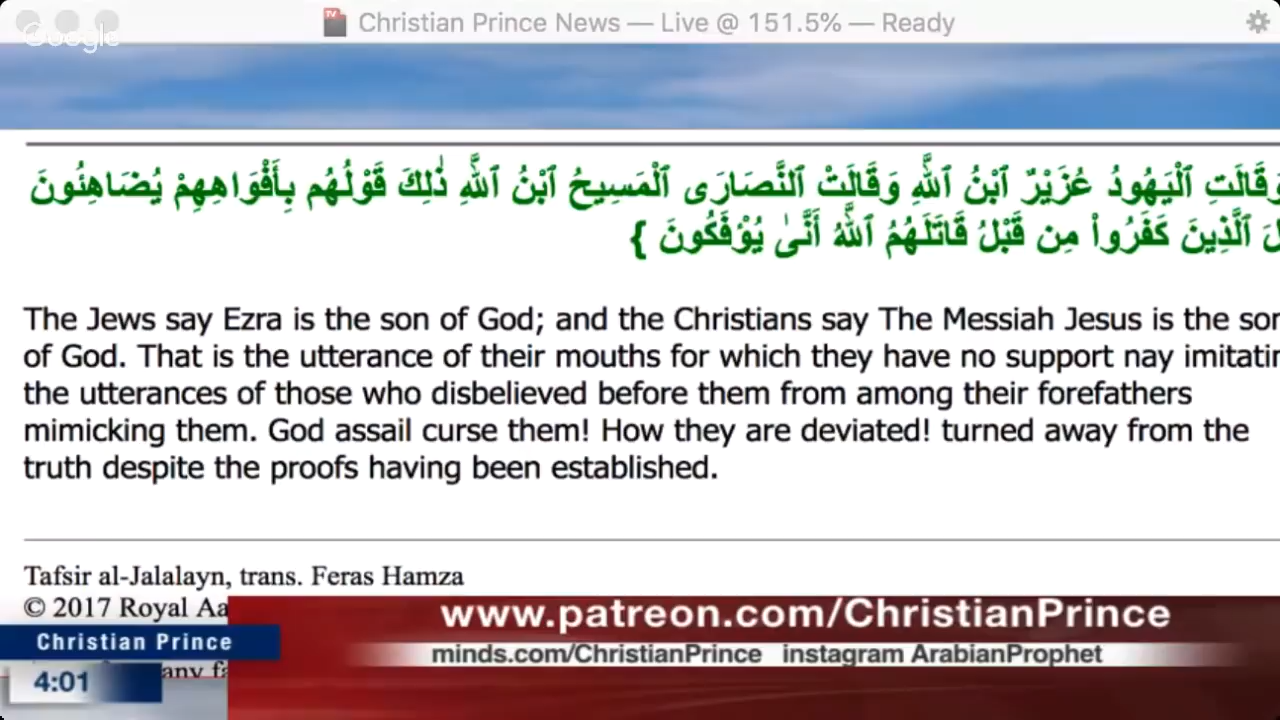 Christian Prince News — Live @ 151.5% — Ready
Google
وَقَالَتِ ٱلْيَهُودُ عُزَيْرٌ ٱبْنُ ٱللَّهِ وَقَالَتْ ٱلنَّصَارَى ٱلْمَسِيحُ ٱبْنُ ٱللَّهِ ذٰلِكَ قَوْلُهُم بِأَفْوَاهِهِمْ يُضَاهِئُونَ
ٱلَّذِينَ كَفَرُواْ مِن قَبْلُ قَاتَلَهُمُ ٱللَّهُ أَنَّىٰ يُؤْفَكُونَ }
The Jews say Ezra is the son of God; and the Christians say The Messiah Jesus is the son
of God. That is the utterance of their mouths for which they have no support nay imitatin
the utterances of those who disbelieved before them from among their forefathers
mimicking them. God assail curse them! How they are deviated! turned away from the
truth despite the proofs having been established.
Tafsir al-Jalalayn, trans. Feras Hamza
© 2017 Royal Aa
www.patreon.com/ChristianPrince
Christian Prince
minds.com/ChristianPrince instagram ArabianProphet
4:01